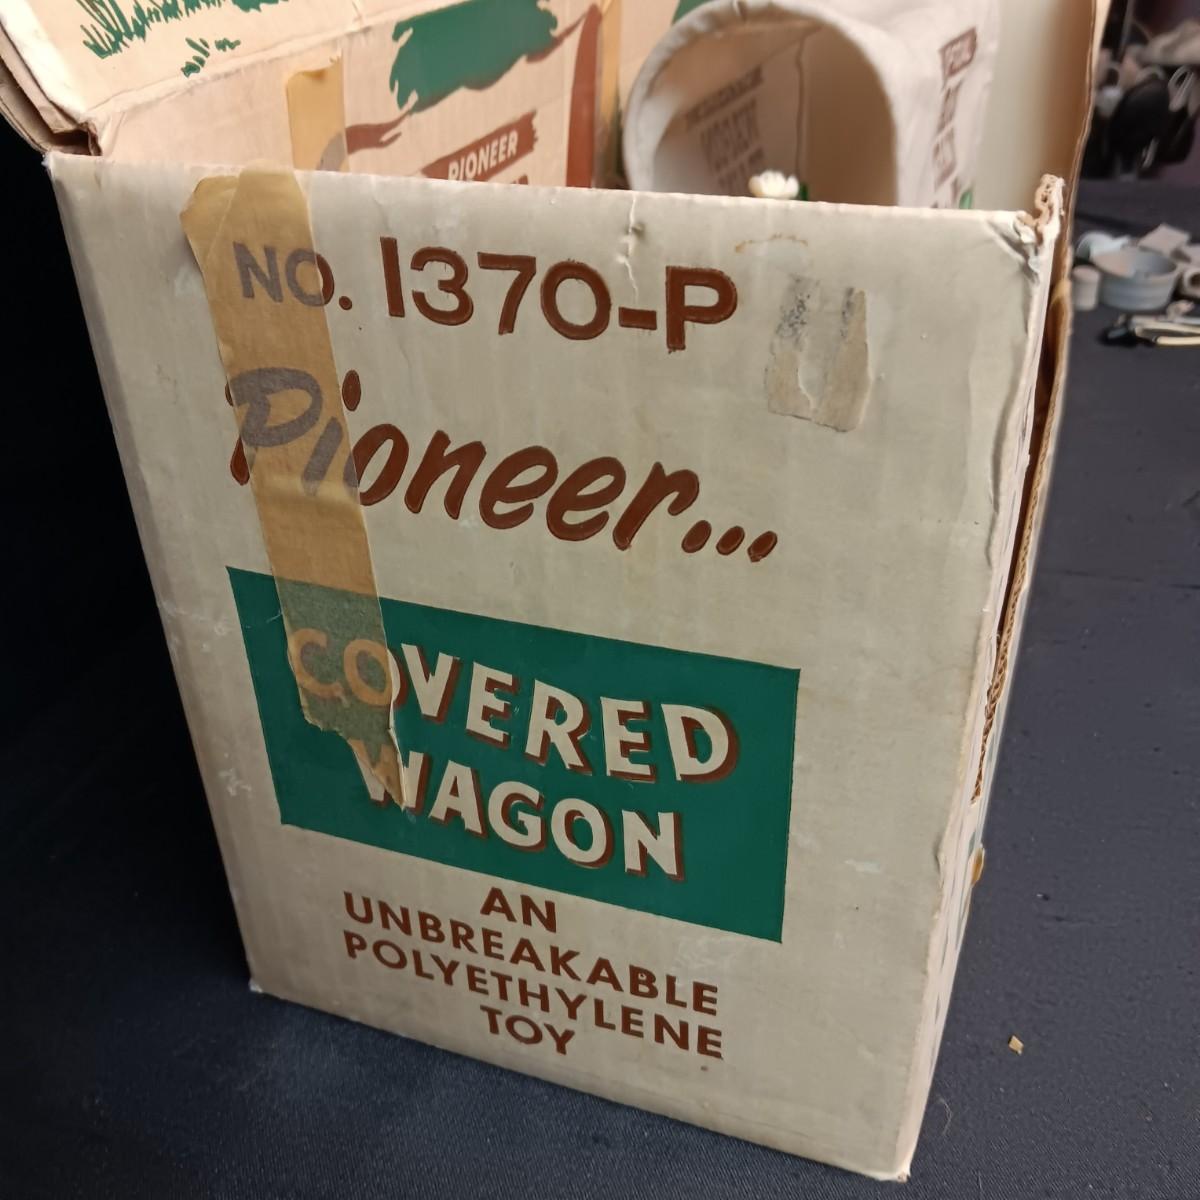 PIONEER
NO. 1370-P
Pioneer...
COVERED
WAGON
AN
UNBREAKABLE
POLYETHYLENE
TOY